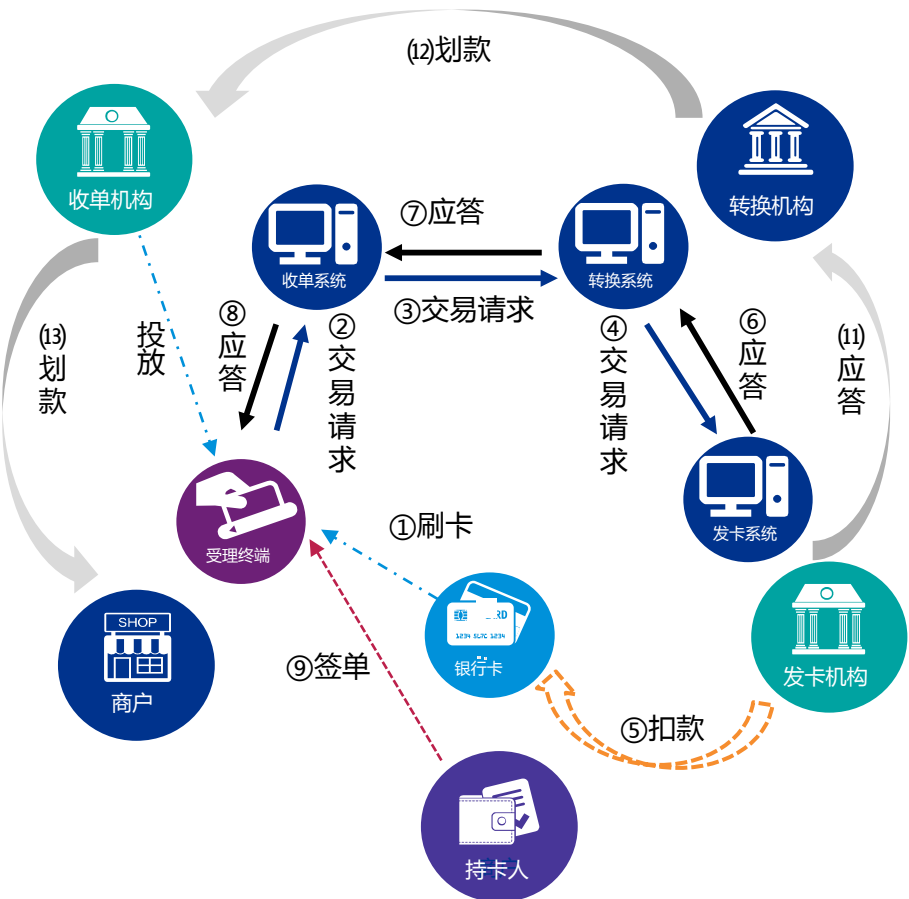 ⑿划款
收单机构
转换机构
收单系统
⑦应答
转换系统
③交易请求
⒀划款
投放
⑧应答
②交易请求
④交易请求
⑥应答
⑾应答
受理终端
①刷卡
发卡系统
SHOP
商户
⑨签单
RD
1234 5678 1234
银行卡
发卡机构
⑤扣款
持卡人